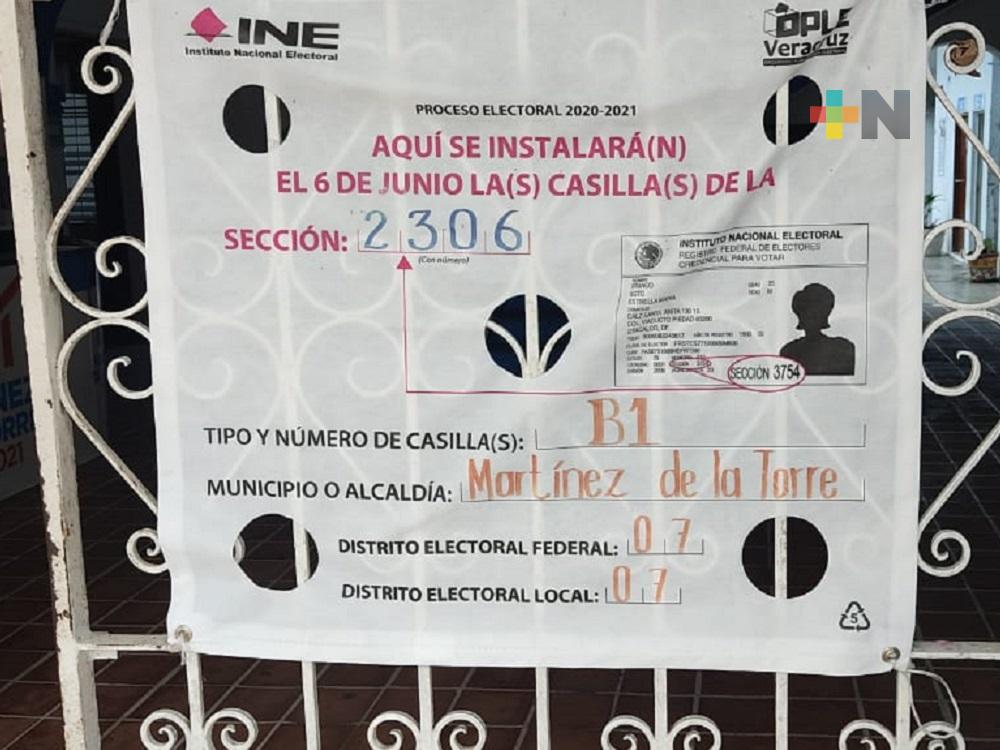 INE
Instituto Nacional Electoral
OPLE
Veracruz
+N
PROCESO ELECTORAL 2020-2021
AQUÍ SE INSTALARÁ(N)
EL 6 DE JUNIO LA(S) CASILLA(S) DE LA
SECCIÓN: 2306
(Con número)
INSTITUTO NACIONAL ELECTORAL
REGISTRO FEDERAL DE ELECTORES
CREDENCIAL PARA VOTAR
SECCIÓN 3754
TIPO Y NÚMERO DE CASILLA(S): B1
MUNICIPIO O ALCALDÍA: Martínez de la Torre
DISTRITO ELECTORAL FEDERAL: 07
DISTRITO ELECTORAL LOCAL: 07
5